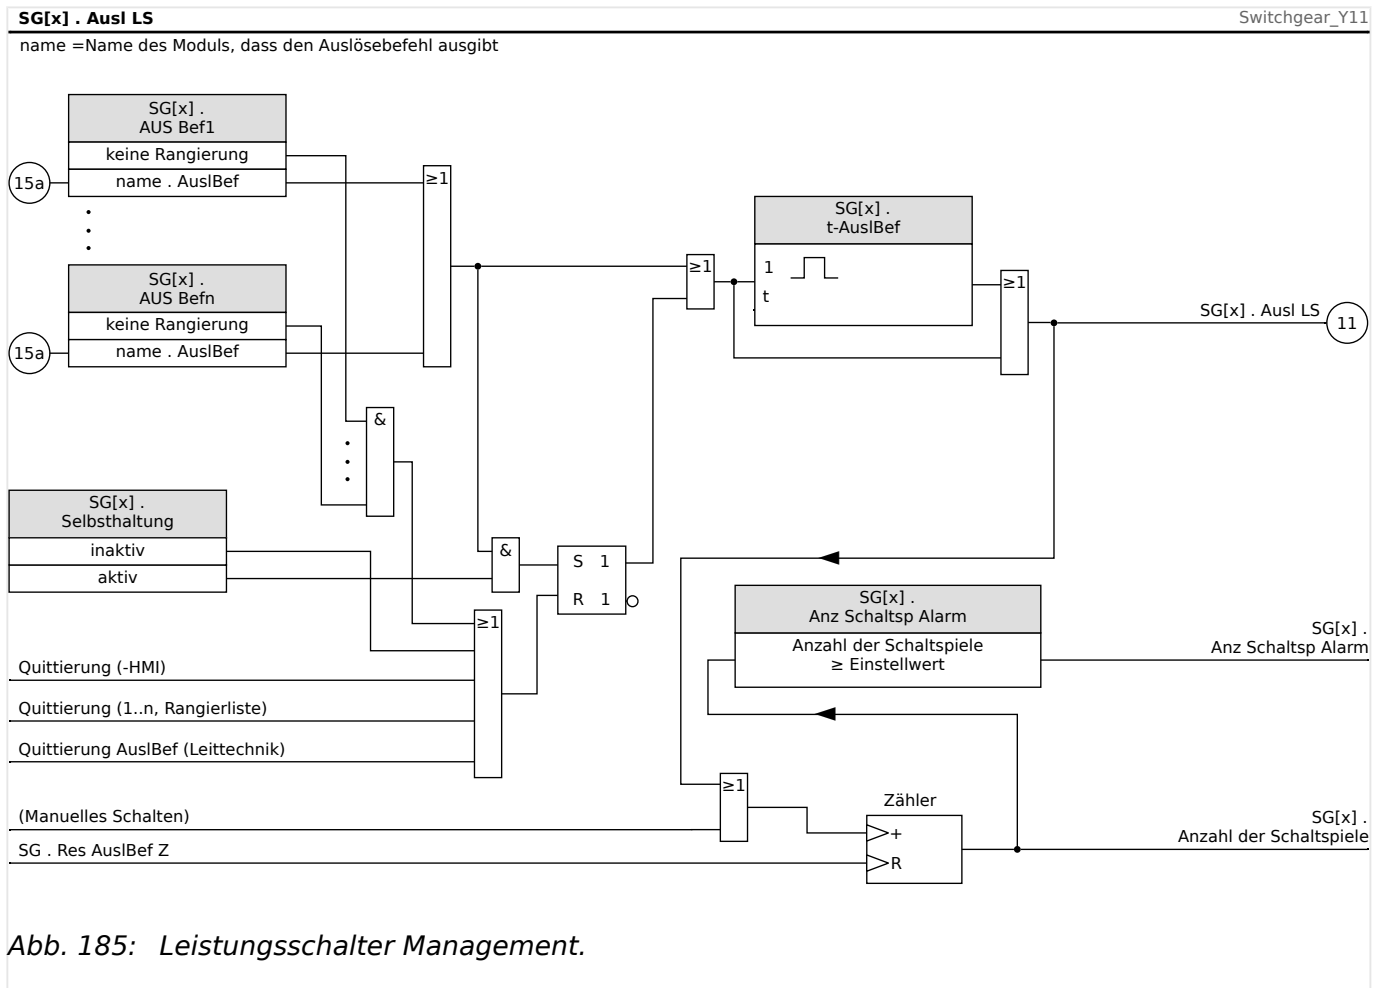 SG[x] . Ausl LS
Switchgear_Y11
name =Name des Moduls, dass den Auslösebefehl ausgibt
SG[x] .
AUS Bef1
keine Rangierung
15a
name . AuslBef
≥1
SG[x] .
t-AuslBef
1
t
SG[x] .
AUS Befn
keine Rangierung
15a
name . AuslBef
≥1
≥1
SG[x] . Ausl LS
11
&
SG[x] .
Selbsthaltung
inaktiv
aktiv
&
S 1
R 1
≥1
SG[x] .
Anz Schaltsp Alarm
Anzahl der Schaltspiele
≥ Einstellwert
SG[x] .
Anz Schaltsp Alarm
Quittierung (-HMI)
Quittierung (1..n, Rangierliste)
Quittierung AuslBef (Leittechnik)
≥1
(Manuelles Schalten)
Zähler
+
R
SG[x] .
Anzahl der Schaltspiele
SG . Res AuslBef Z
Abb. 185: Leistungsschalter Management.